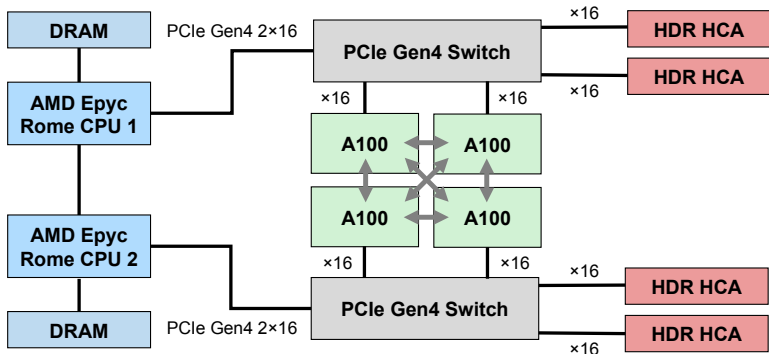 DRAM
PCIe Gen4 2×16
PCIe Gen4 Switch
×16
HDR HCA
HDR HCA
×16
AMD Epyc
Rome CPU 1
×16
×16
A100
A100
A100
A100
AMD Epyc
Rome CPU 2
×16
×16
×16
HDR HCA
PCIe Gen4 Switch
DRAM
PCIe Gen4 2×16
HDR HCA
×16